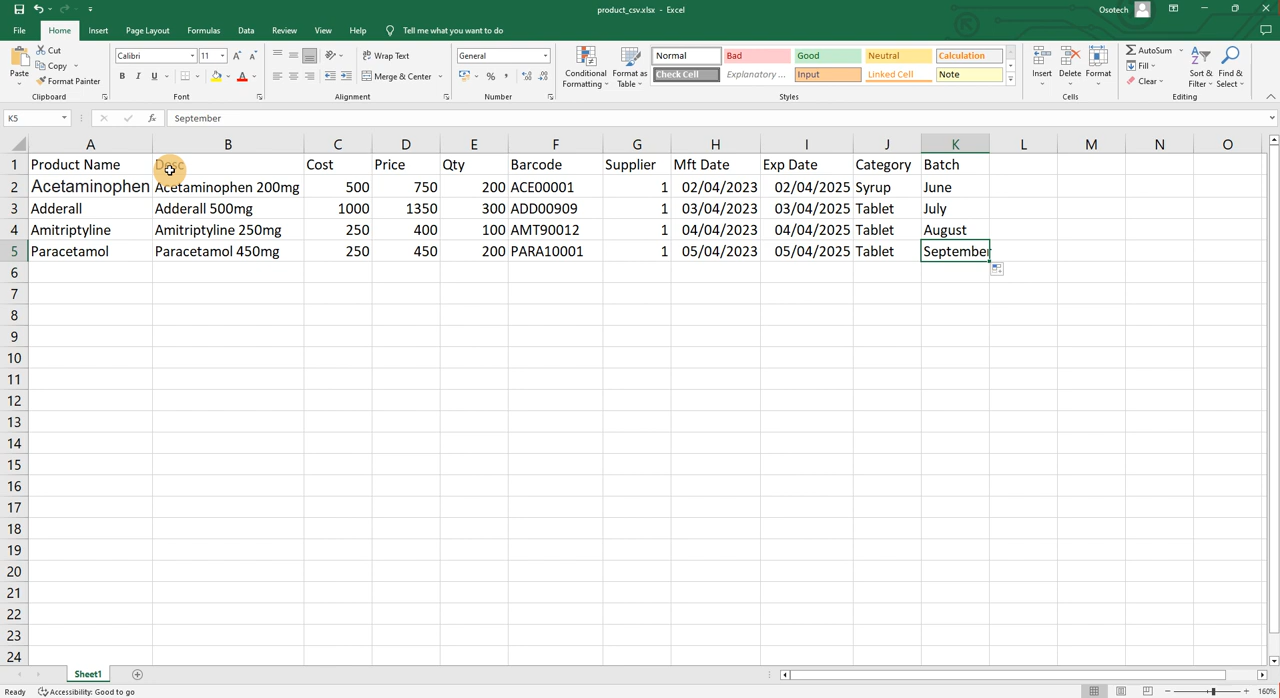 product_csv.xlsx - Excel
Osotech
File Home Insert Page Layout Formulas Data Review View Help Tell me what you want to do
Paste
Cut
Copy
Format Painter
Clipboard
Calibri 11
B I U
Font
Wrap Text
Merge & Center
Alignment
General
Number
Conditional Formatting
Format as Table
Normal Bad Good Neutral Calculation
Check Cell Explanatory ... Input Linked Cell Note
Styles
Insert Delete Format
Cells
AutoSum
Fill
Clear
Sort & Filter
Find & Select
Editing
K5 September
A B C D E F G H I J K L M N O
1 Product Name Desc Cost Price Qty Barcode Supplier Mft Date Exp Date Category Batch
2 Acetaminophen Acetaminophen 200mg 500 750 200 ACE00001 1 02/04/2023 02/04/2025 Syrup June
3 Adderall Adderall 500mg 1000 1350 300 ADD00909 1 03/04/2023 03/04/2025 Tablet July
4 Amitriptyline Amitriptyline 250mg 250 400 100 AMT90012 1 04/04/2023 04/04/2025 Tablet August
5 Paracetamol Paracetamol 450mg 250 450 200 PARA10001 1 05/04/2023 05/04/2025 Tablet September
6
7
8
9
10
11
12
13
14
15
16
17
18
19
20
21
22
23
24
Sheet1
Ready Accessibility: Good to go 160%